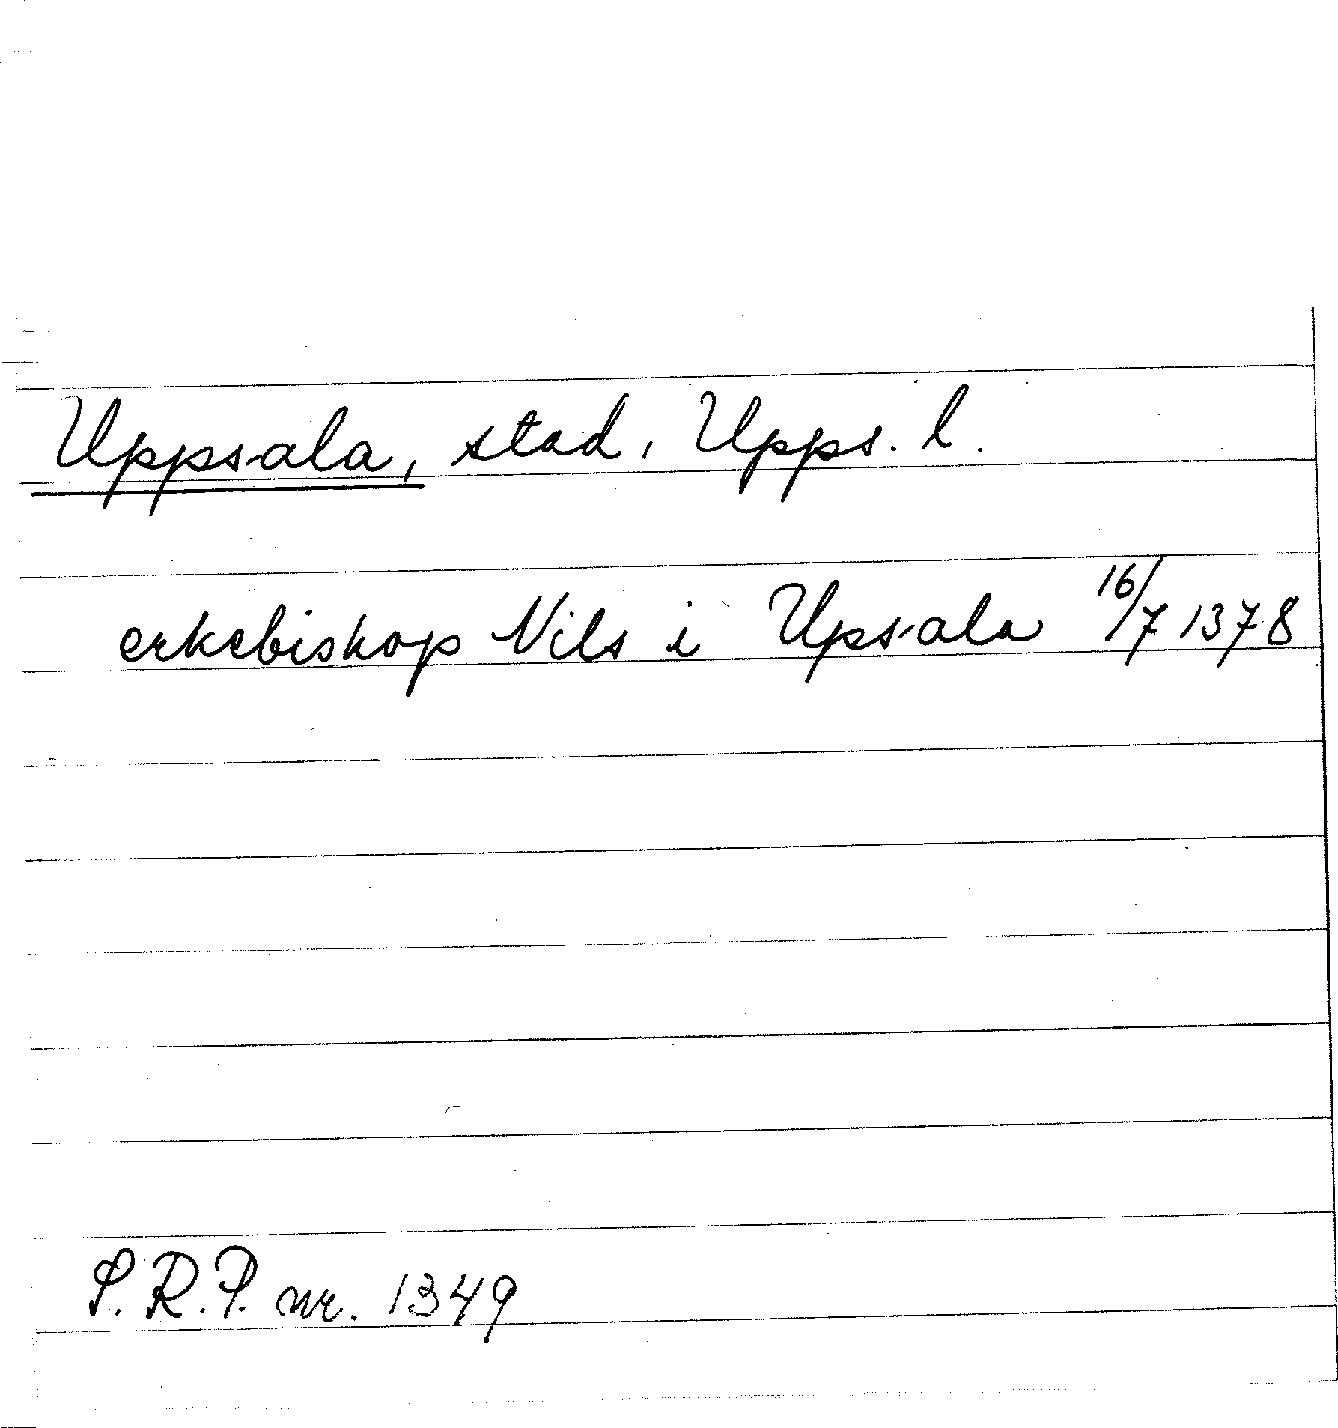 Uppsala, stad, Upps. l.
erkebiskop Nils i Upsala 16/7 1378
S.R.P. nr. 1349